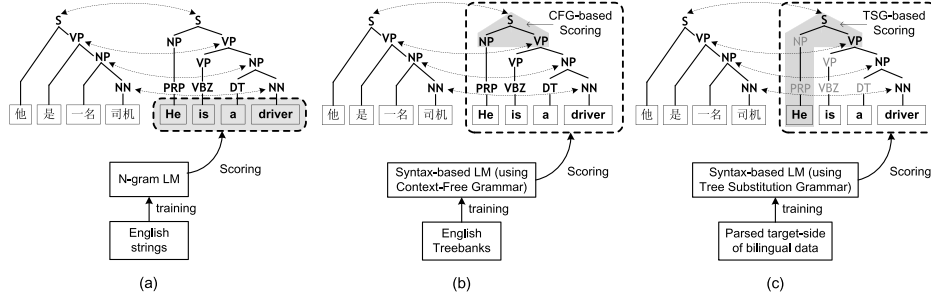 S
S
VP
NP
VP
NP
VP
NP
NN
PRP
VBZ
DT
NN
他 是 一名 司机 He is a driver
N-gram LM
Scoring
training
English
strings
(a)
S
S
CFG-based
Scoring
VP
NP
VP
NP
VP
NP
NN
PRP
VBZ
DT
NN
他 是 一名 司机 He is a driver
Syntax-based LM (using
Context-Free Grammar)
Scoring
training
English
Treebanks
(b)
S
S
TSG-based
Scoring
VP
NP
VP
NP
VP
NP
NN
PRP
VBZ
DT
NN
他 是 一名 司机 He is a driver
Syntax-based LM (using
Tree Substitution Grammar)
Scoring
training
Parsed target-side
of bilingual data
(c)